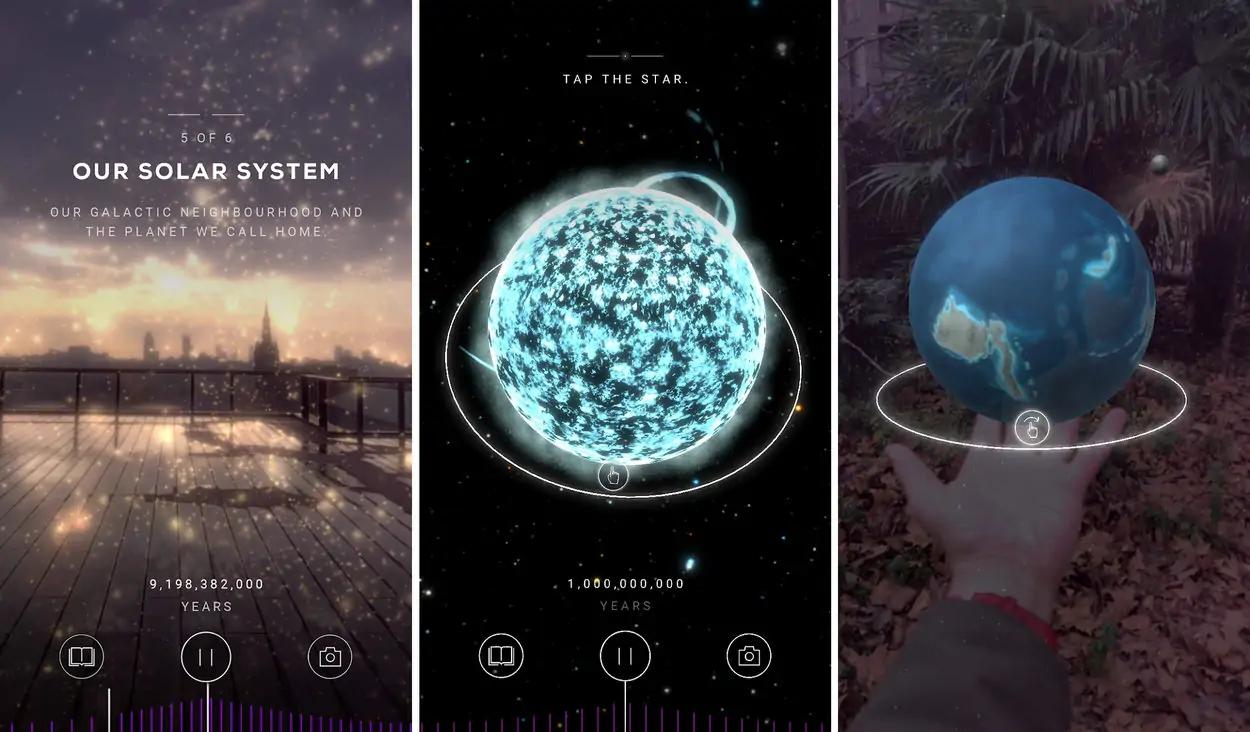 5 OF 6
OUR SOLAR SYSTEM
OUR GALACTIC NEIGHBOURHOOD AND
THE PLANET WE CALL HOME.
9,198,382,000
YEARS
TAP THE STAR.
1,000,000,000
YEARS